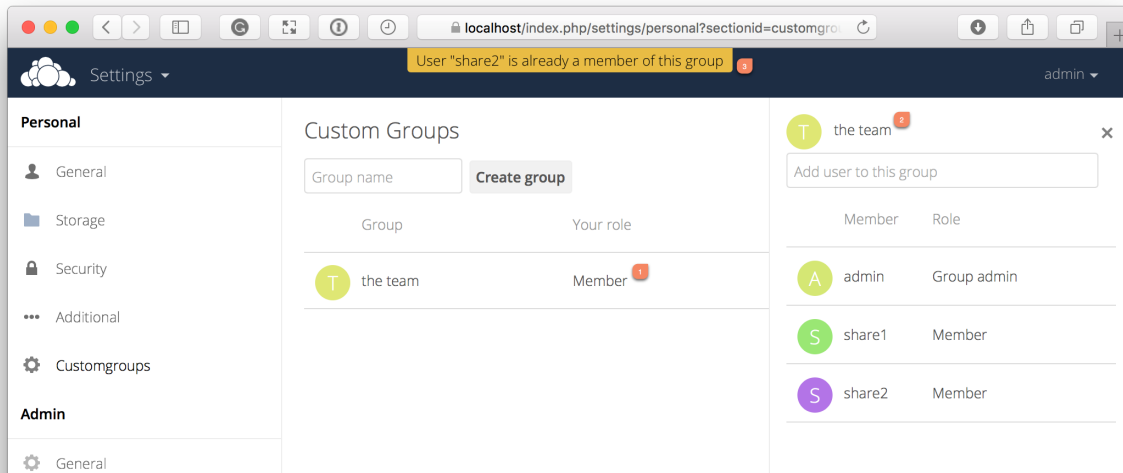 localhost/index.php/settings/personal?sectionid=customgro
User "share2" is already a member of this group
3
Settings
admin
Personal
General
Storage
Security
Additional
Customgroups
Admin
General
Custom Groups
Group name
Create group
Group Your role
T the team Member 1
T the team 2
×
Add user to this group
Member Role
A admin Group admin
S share1 Member
S share2 Member